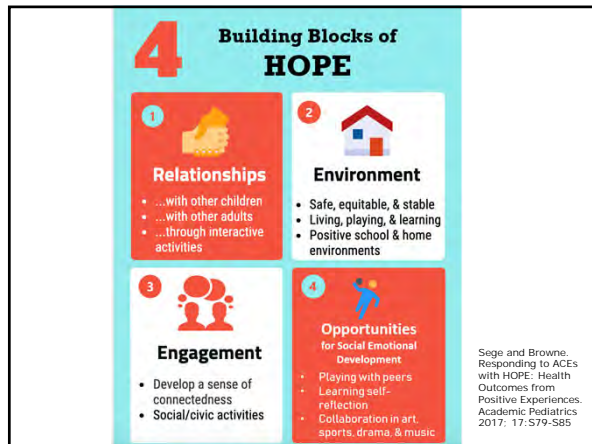 4
Building Blocks of
HOPE
1
Relationships
• ...with other children
• ...with other adults
• ...through interactive
activities
2
Environment
• Safe, equitable, & stable
• Living, playing, & learning
• Positive school & home
environments
3
Engagement
• Develop a sense of
connectedness
• Social/civic activities
4
Opportunities
for Social Emotional
Development
• Playing with peers
• Learning self-
reflection
• Collaboration in art,
sports, drama, & music
Sege and Browne.
Responding to ACEs
with HOPE: Health
Outcomes from
Positive Experiences.
Academic Pediatrics
2017; 17:S79-S85